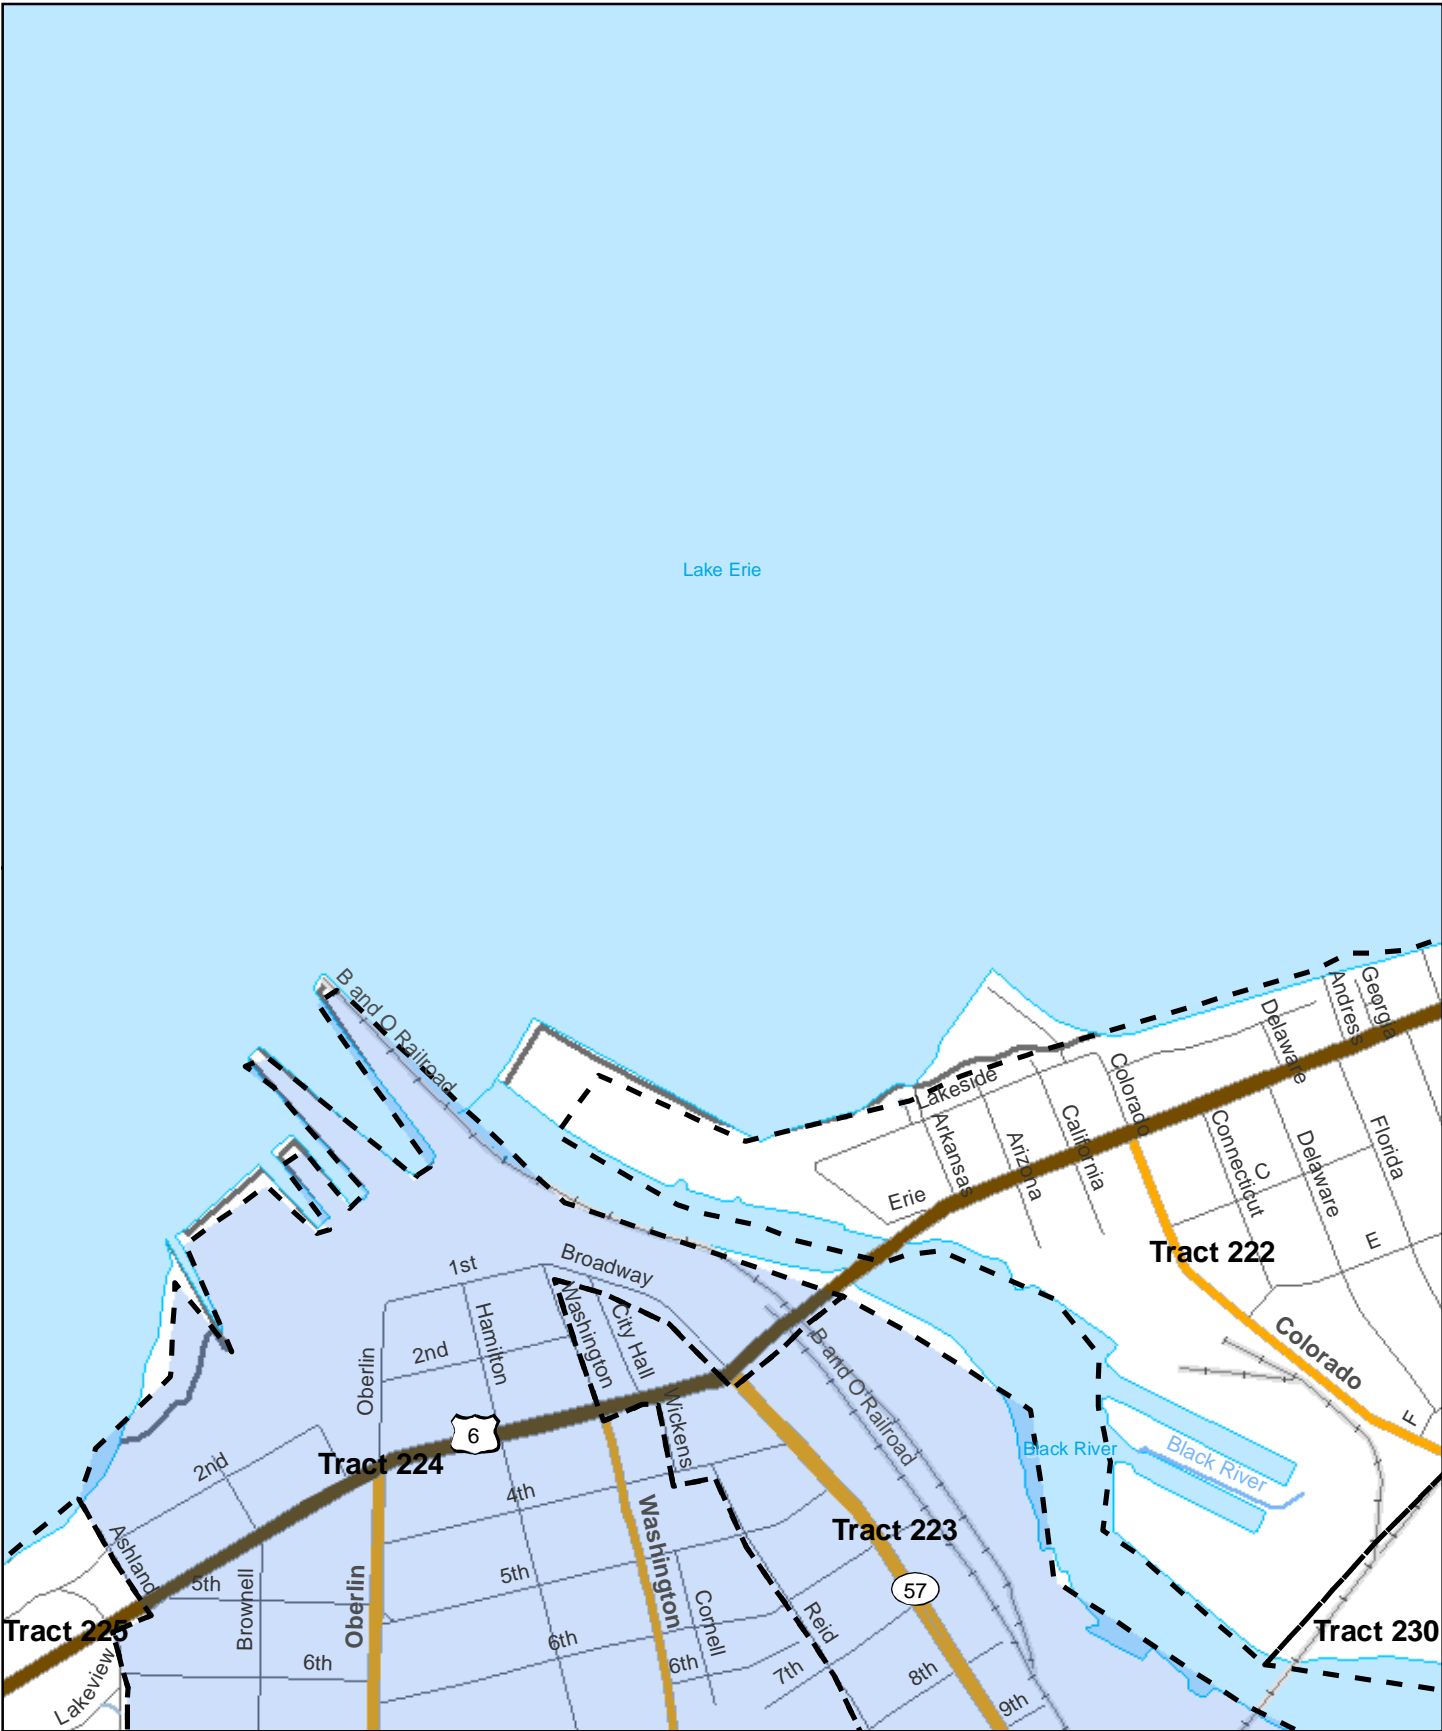 Lake Erie
B and O Railroad
Georgia
Andress
Delaware
Colorado
Lakeside
California
Arkansas
Arizona
Connecticut
Florida
Delaware
C
Erie
E
Tract 222
Broadway
1st
Washington
City Hall
Hamilton
2nd
Oberlin
B and O Railroad
Colorado
Wickens
F
6
Black River
Black River
Tract 224
2nd
4th
Washington
Tract 223
Ashland
5th
5th
57
Brownell
Oberlin
Cornell
Reid
Tract 225
Tract 230
6th
6th
6th
7th
8th
Lakeview
9th